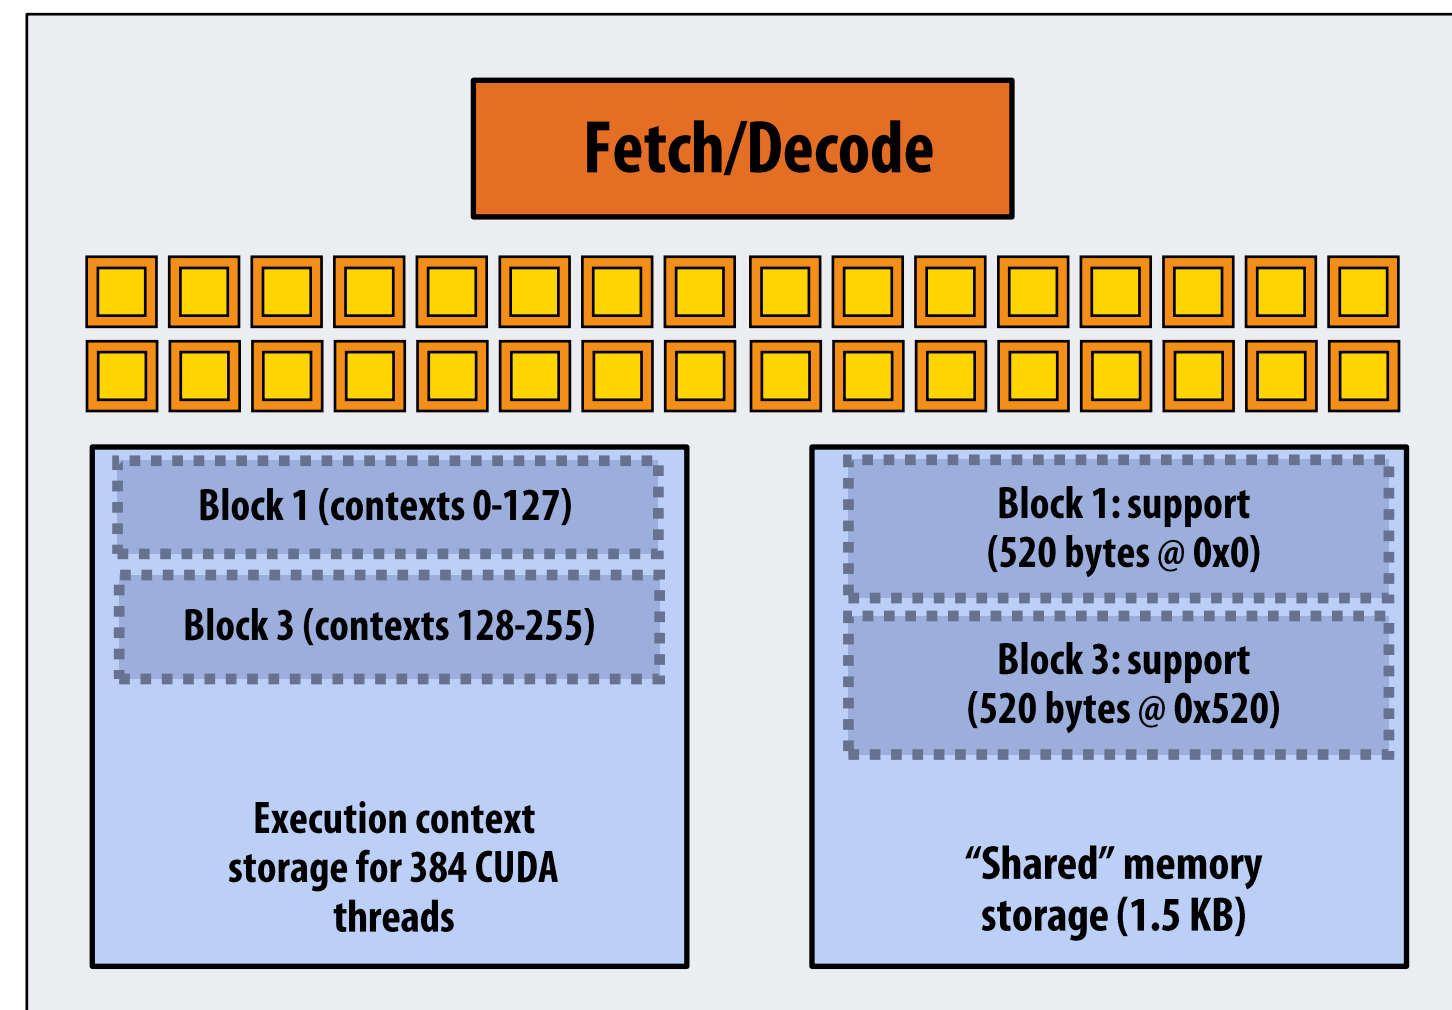 Fetch/Decode
Block 1 (contexts 0-127)
Block 3 (contexts 128-255)
Execution context
storage for 384 CUDA
threads
Block 1: support
(520 bytes @ 0x0)
Block 3: support
(520 bytes @ 0x520)
“Shared” memory
storage (1.5 KB)